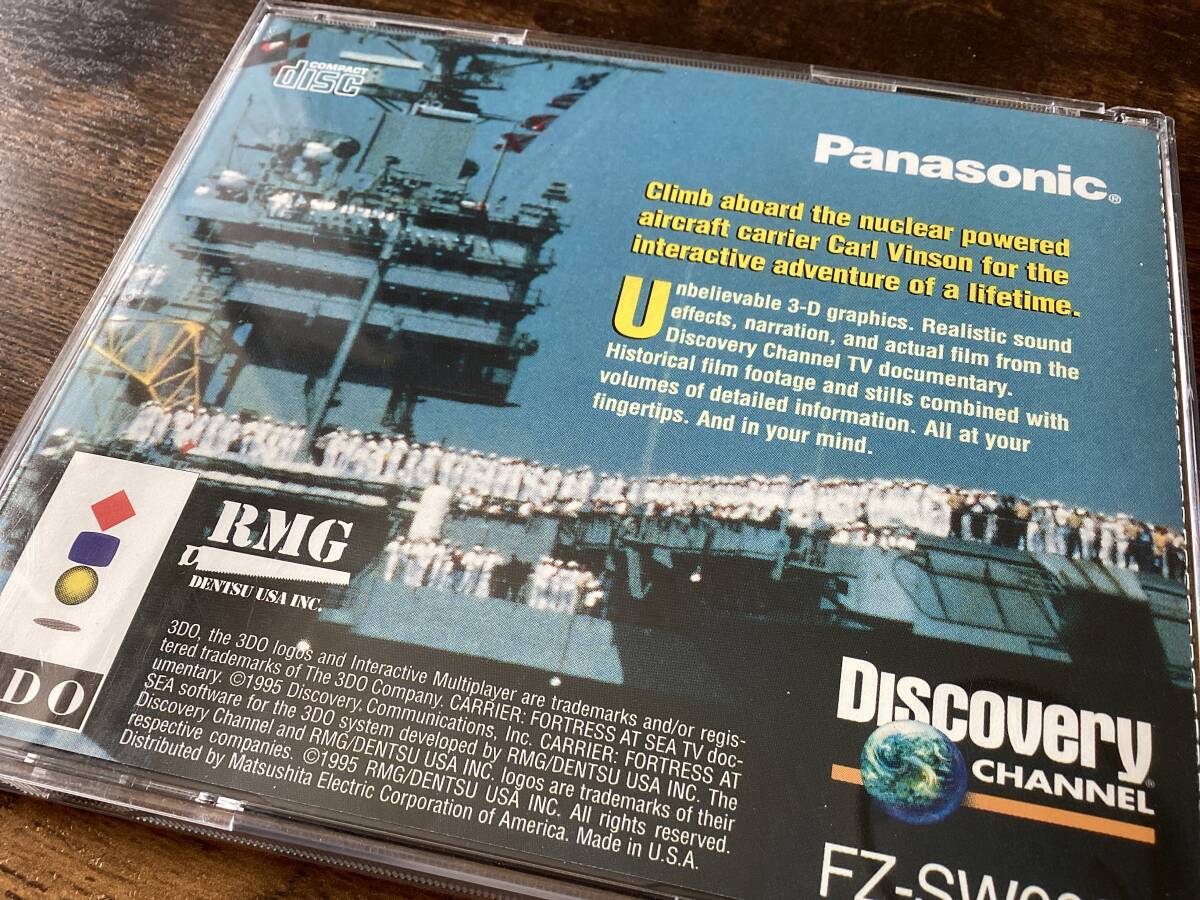 COMPACT
disc
Panasonic®
Climb aboard the nuclear powered
aircraft carrier Carl Vinson for the
interactive adventure of a lifetime.
Unbelievable 3-D graphics. Realistic sound
effects, narration, and actual film from the
Discovery Channel TV documentary.
Historical film footage and stills combined with
volumes of detailed information. All at your
fingertips. And in your mind.
RMG
DENTSU USA INC.
DO
3DO, the 3DO logos and Interactive Multiplayer are trademarks and/or regis-
tered trademarks of The 3DO Company. CARRIER: FORTRESS AT SEA TV doc-
umentary. ©1995 Discovery. Communications, Inc. CARRIER: FORTRESS AT
SEA software for the 3DO system developed by RMG/DENTSU USA INC. The
Discovery Channel and RMG/DENTSU USA INC. logos are trademarks of their
respective companies. ©1995 RMG/DENTSU USA INC. All rights reserved.
Distributed by Matsushita Electric Corporation of America. Made in U.S.A.
DISCOVERY
CHANNEL®